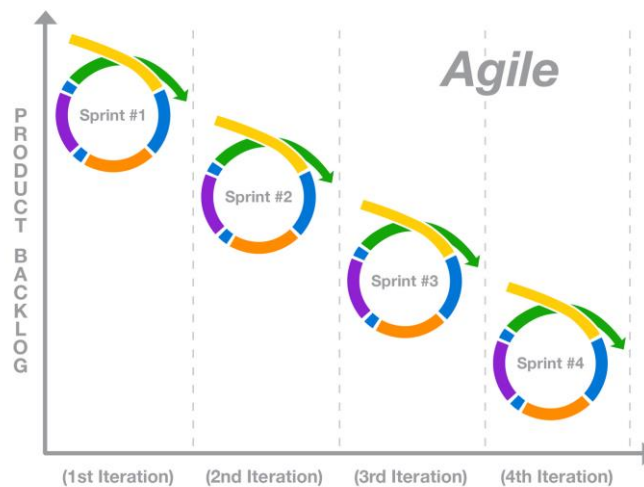 Agile
PRODUCT BACKLOG
Sprint #1
Sprint #2
Sprint #3
Sprint #4
(1st Iteration)
(2nd Iteration)
(3rd Iteration)
(4th Iteration)